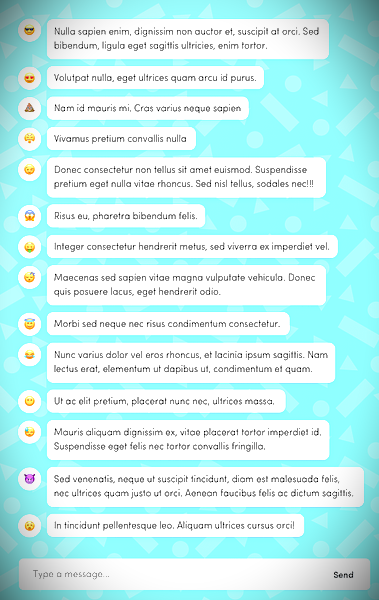 Nulla sapien enim, dignissim non auctor et, suscipit at orci. Sed
bibendum, ligula eget sagittis ultricies, enim tortor.
Volutpat nulla, eget ultrices quam arcu id purus.
Nam id mauris mi. Cras varius neque sapien
Vivamus pretium convallis nulla
Donec consectetur non tellus sit amet euismod. Suspendisse
pretium eget nulla vitae rhoncus. Sed nisl tellus, sodales nec!!!
Risus eu, pharetra bibendum felis.
Integer consectetur hendrerit metus, sed viverra ex imperdiet vel.
Maecenas sed sapien vitae magna vulputate vehicula. Donec
quis posuere lacus, eget hendrerit odio.
Morbi sed neque nec risus condimentum consectetur.
Nunc varius dolor vel eros rhoncus, et lacinia ipsum sagittis. Nam
lectus erat, elementum ut dapibus ut, condimentum et quam.
Ut ac elit pretium, placerat nunc nec, ultrices massa.
Mauris aliquam dignissim ex, vitae placerat tortor imperdiet id.
Suspendisse eget felis nec tortor convallis fringilla.
Sed venenatis, neque ut suscipit tincidunt, diam est malesuada felis,
nec ultrices quam justo ut orci. Aenean faucibus felis ac dictum sagittis.
In tincidunt pellentesque leo. Aliquam ultrices cursus orci!
Type a message...
Send